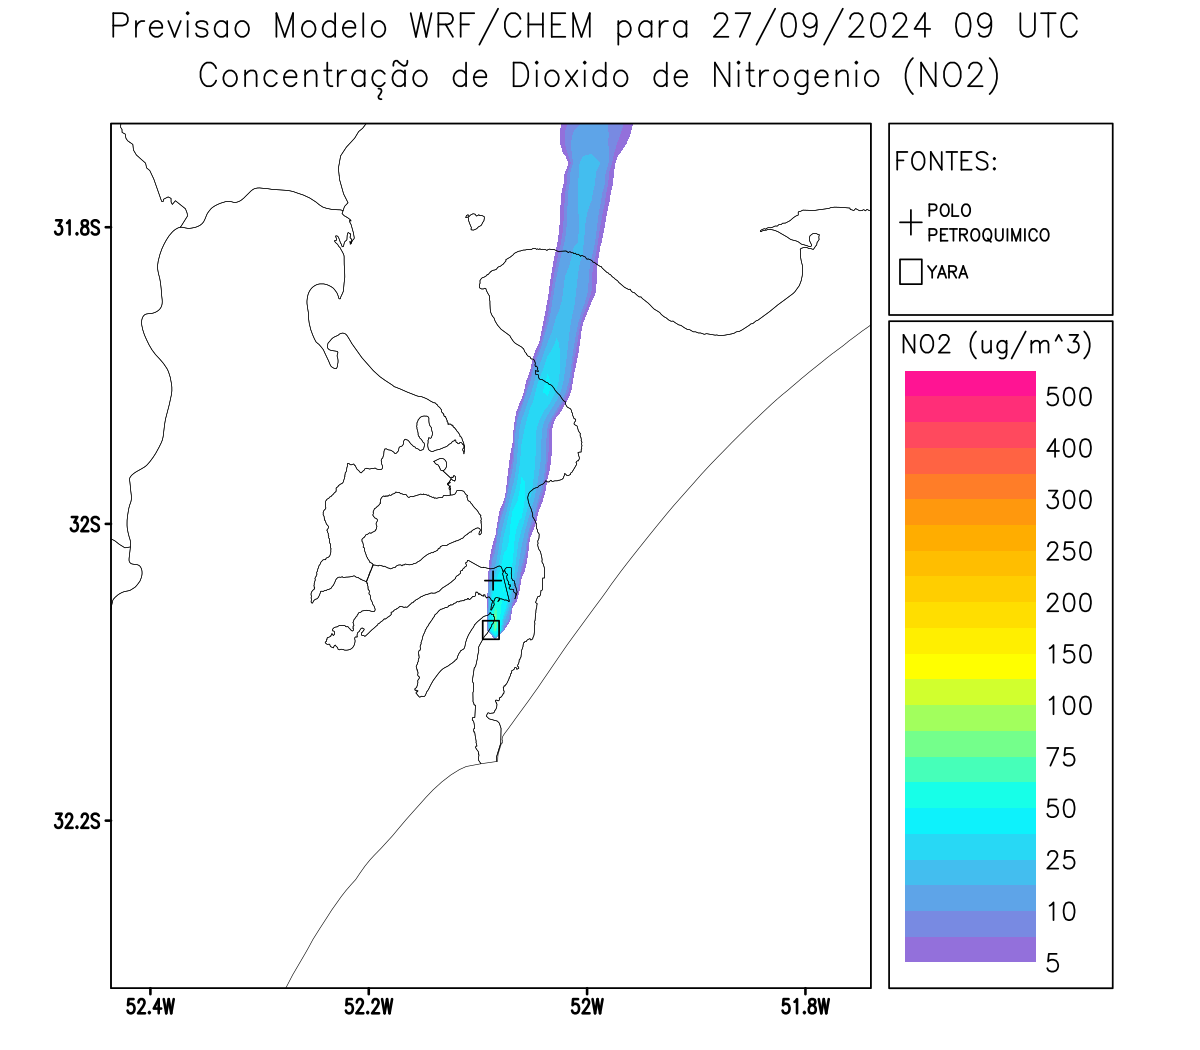 Previsao Modelo WRF/CHEM para 27/09/2024 09 UTC
Concentração de Dioxido de Nitrogenio (NO2)
FONTES:
POLO
PETROQUIMICO
YARA
31.8S
32S
32.2S
52.4W
52.2W
52W
51.8W
NO2 (ug/m^3)
500
400
300
250
200
150
100
75
50
25
10
5